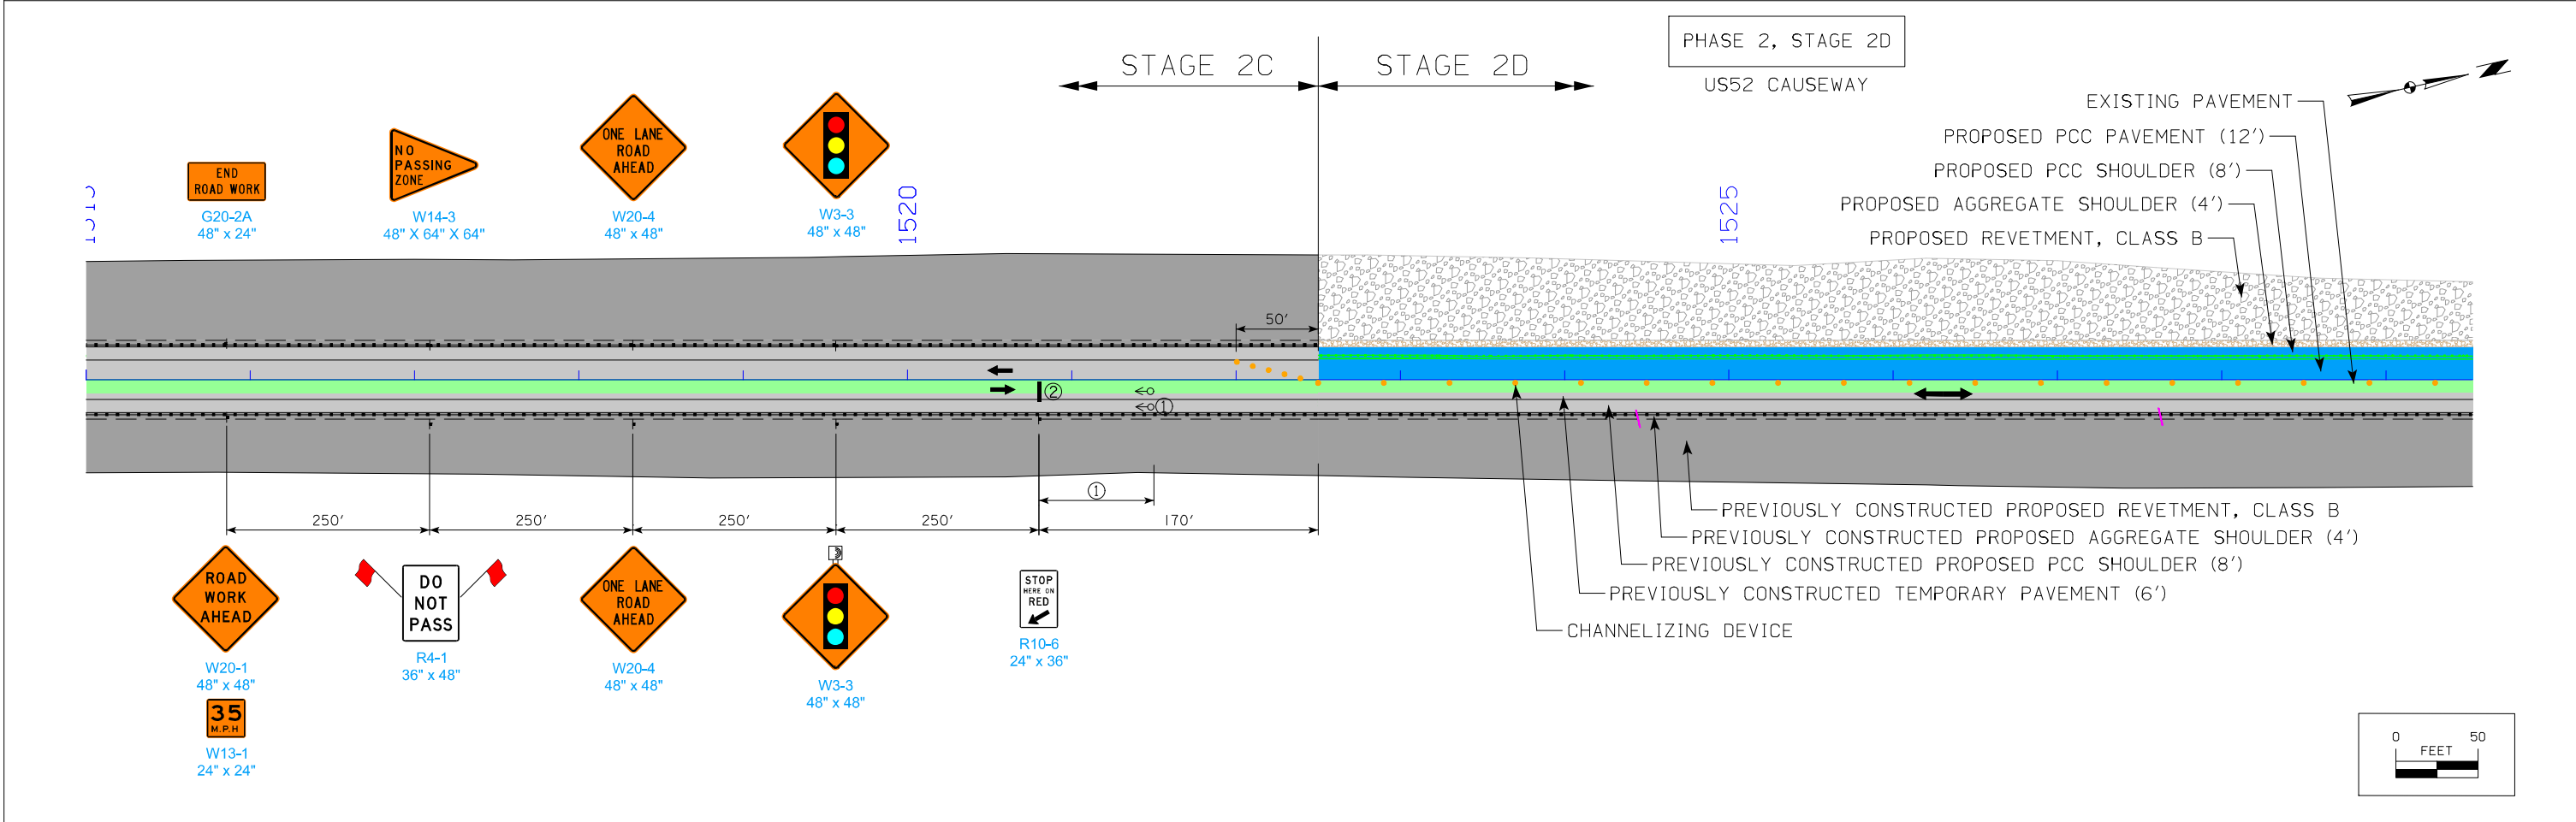 PHASE 2, STAGE 2D
US52 CAUSEWAY
STAGE 2C
STAGE 2D
EXISTING PAVEMENT
PROPOSED PCC PAVEMENT (12')
PROPOSED PCC SHOULDER (8')
PROPOSED AGGREGATE SHOULDER (4')
PROPOSED REVETMENT, CLASS B
END
ROAD WORK
G20-2A
48" x 24"
NO
PASSING
ZONE
W14-3
48" X 64" X 64"
ONE LANE
ROAD
AHEAD
W20-4
48" x 48"
W3-3
48" x 48"
1515
1520
1525
50'
②
①
①
250'
250'
250'
250'
170'
PREVIOUSLY CONSTRUCTED PROPOSED REVETMENT, CLASS B
PREVIOUSLY CONSTRUCTED PROPOSED AGGREGATE SHOULDER (4')
PREVIOUSLY CONSTRUCTED PROPOSED PCC SHOULDER (8')
PREVIOUSLY CONSTRUCTED TEMPORARY PAVEMENT (6')
CHANNELIZING DEVICE
ROAD
WORK
AHEAD
W20-1
48" x 48"
35
M.P.H
W13-1
24" x 24"
DO
NOT
PASS
R4-1
36" x 48"
ONE LANE
ROAD
AHEAD
W20-4
48" x 48"
W3-3
48" x 48"
STOP
HERE ON
RED
R10-6
24" x 36"
0 50
FEET